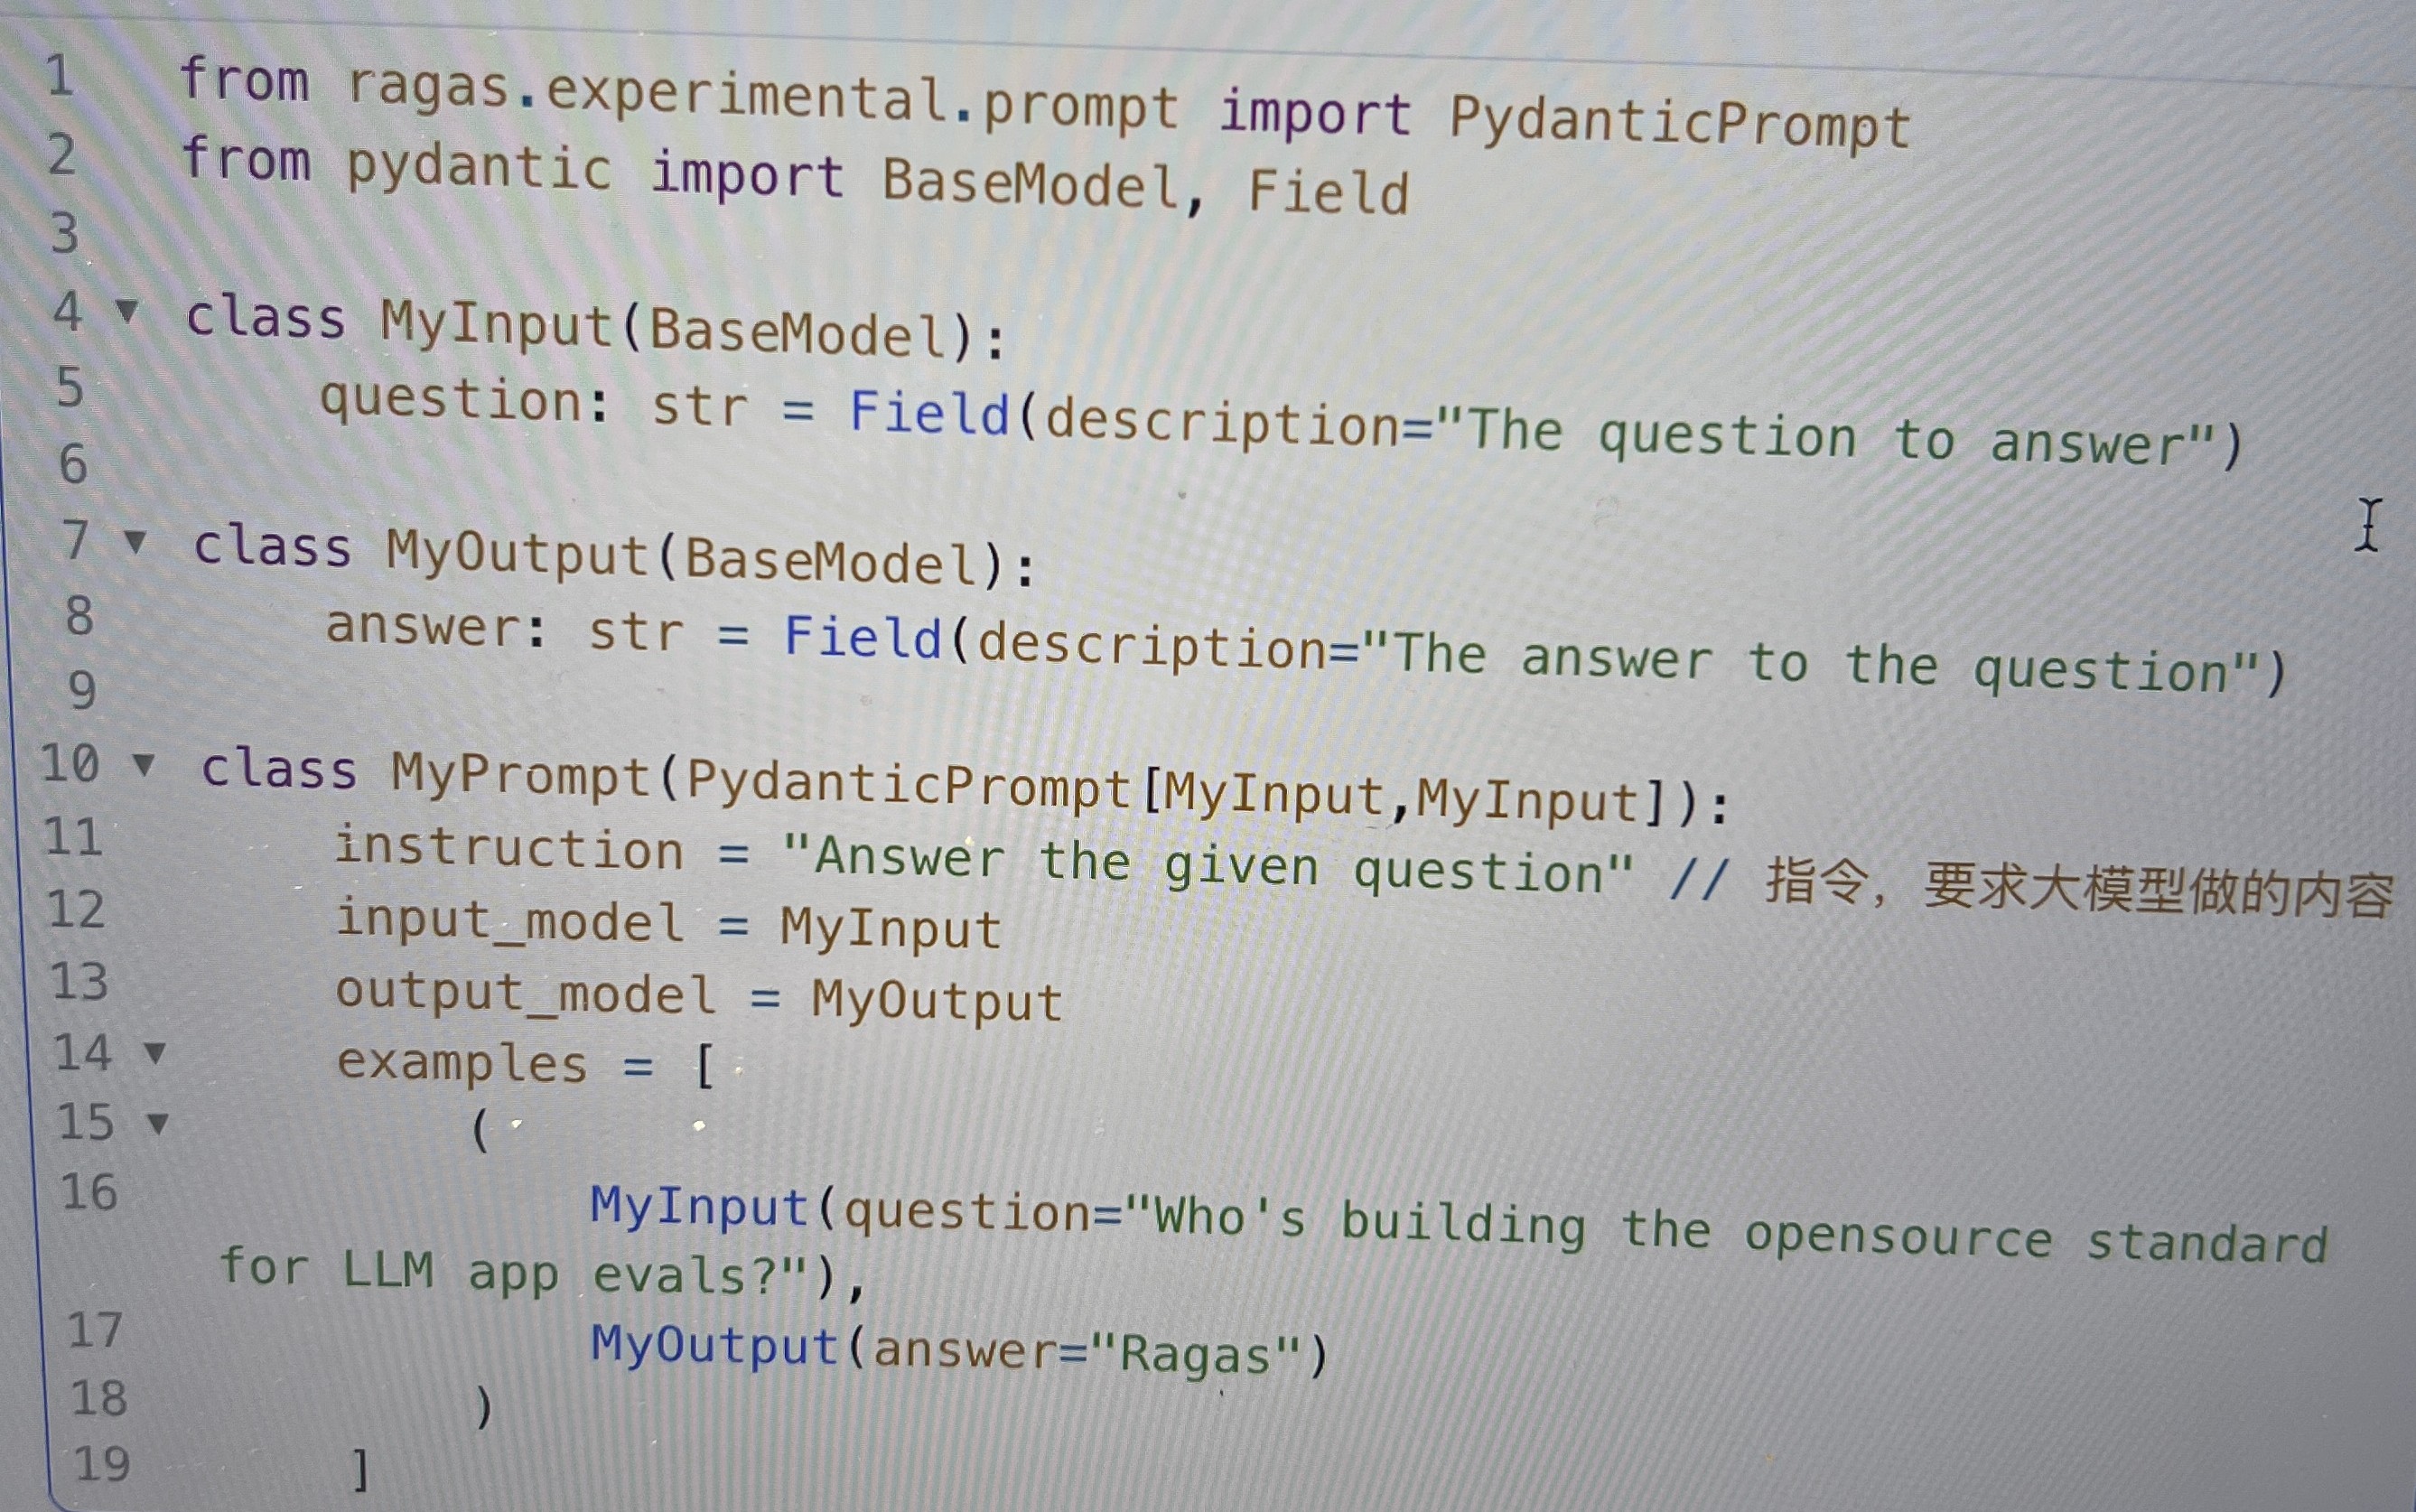 1 from ragas.experimental.prompt import PydanticPrompt
2 from pydantic import BaseModel, Field
3
4 ▼ class MyInput(BaseModel):
5     question: str = Field(description="The question to answer")
6
7 ▼ class MyOutput(BaseModel):
8     answer: str = Field(description="The answer to the question")
9
10 ▼ class MyPrompt(PydanticPrompt[MyInput,MyInput]):
11     instruction = "Answer the given question" // 指令，要求大模型做的内容
12     input_model = MyInput
13     output_model = MyOutput
14 ▼     examples = [
15 ▼         (
16             MyInput(question="Who's building the opensource standard
for LLM app evals?"),
17             MyOutput(answer="Ragas")
18         )
19     ]